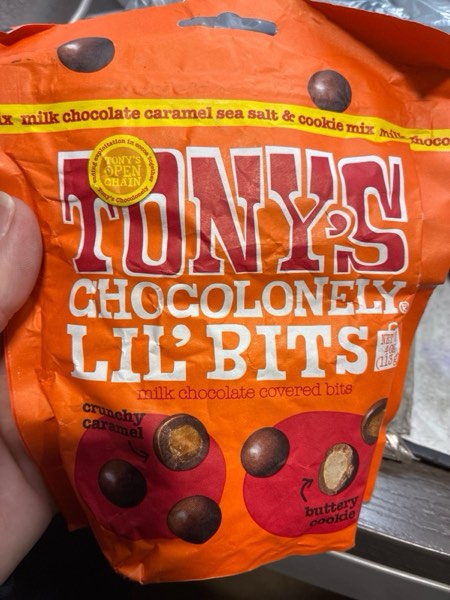 milk chocolate caramel sea salt & cookie mix milk
TONY'S
OPEN
CHAIN
TONY'S
CHOCOLONELY
LIL' BITS
milk chocolate covered bits
crunchy
caramel
buttery
cookie